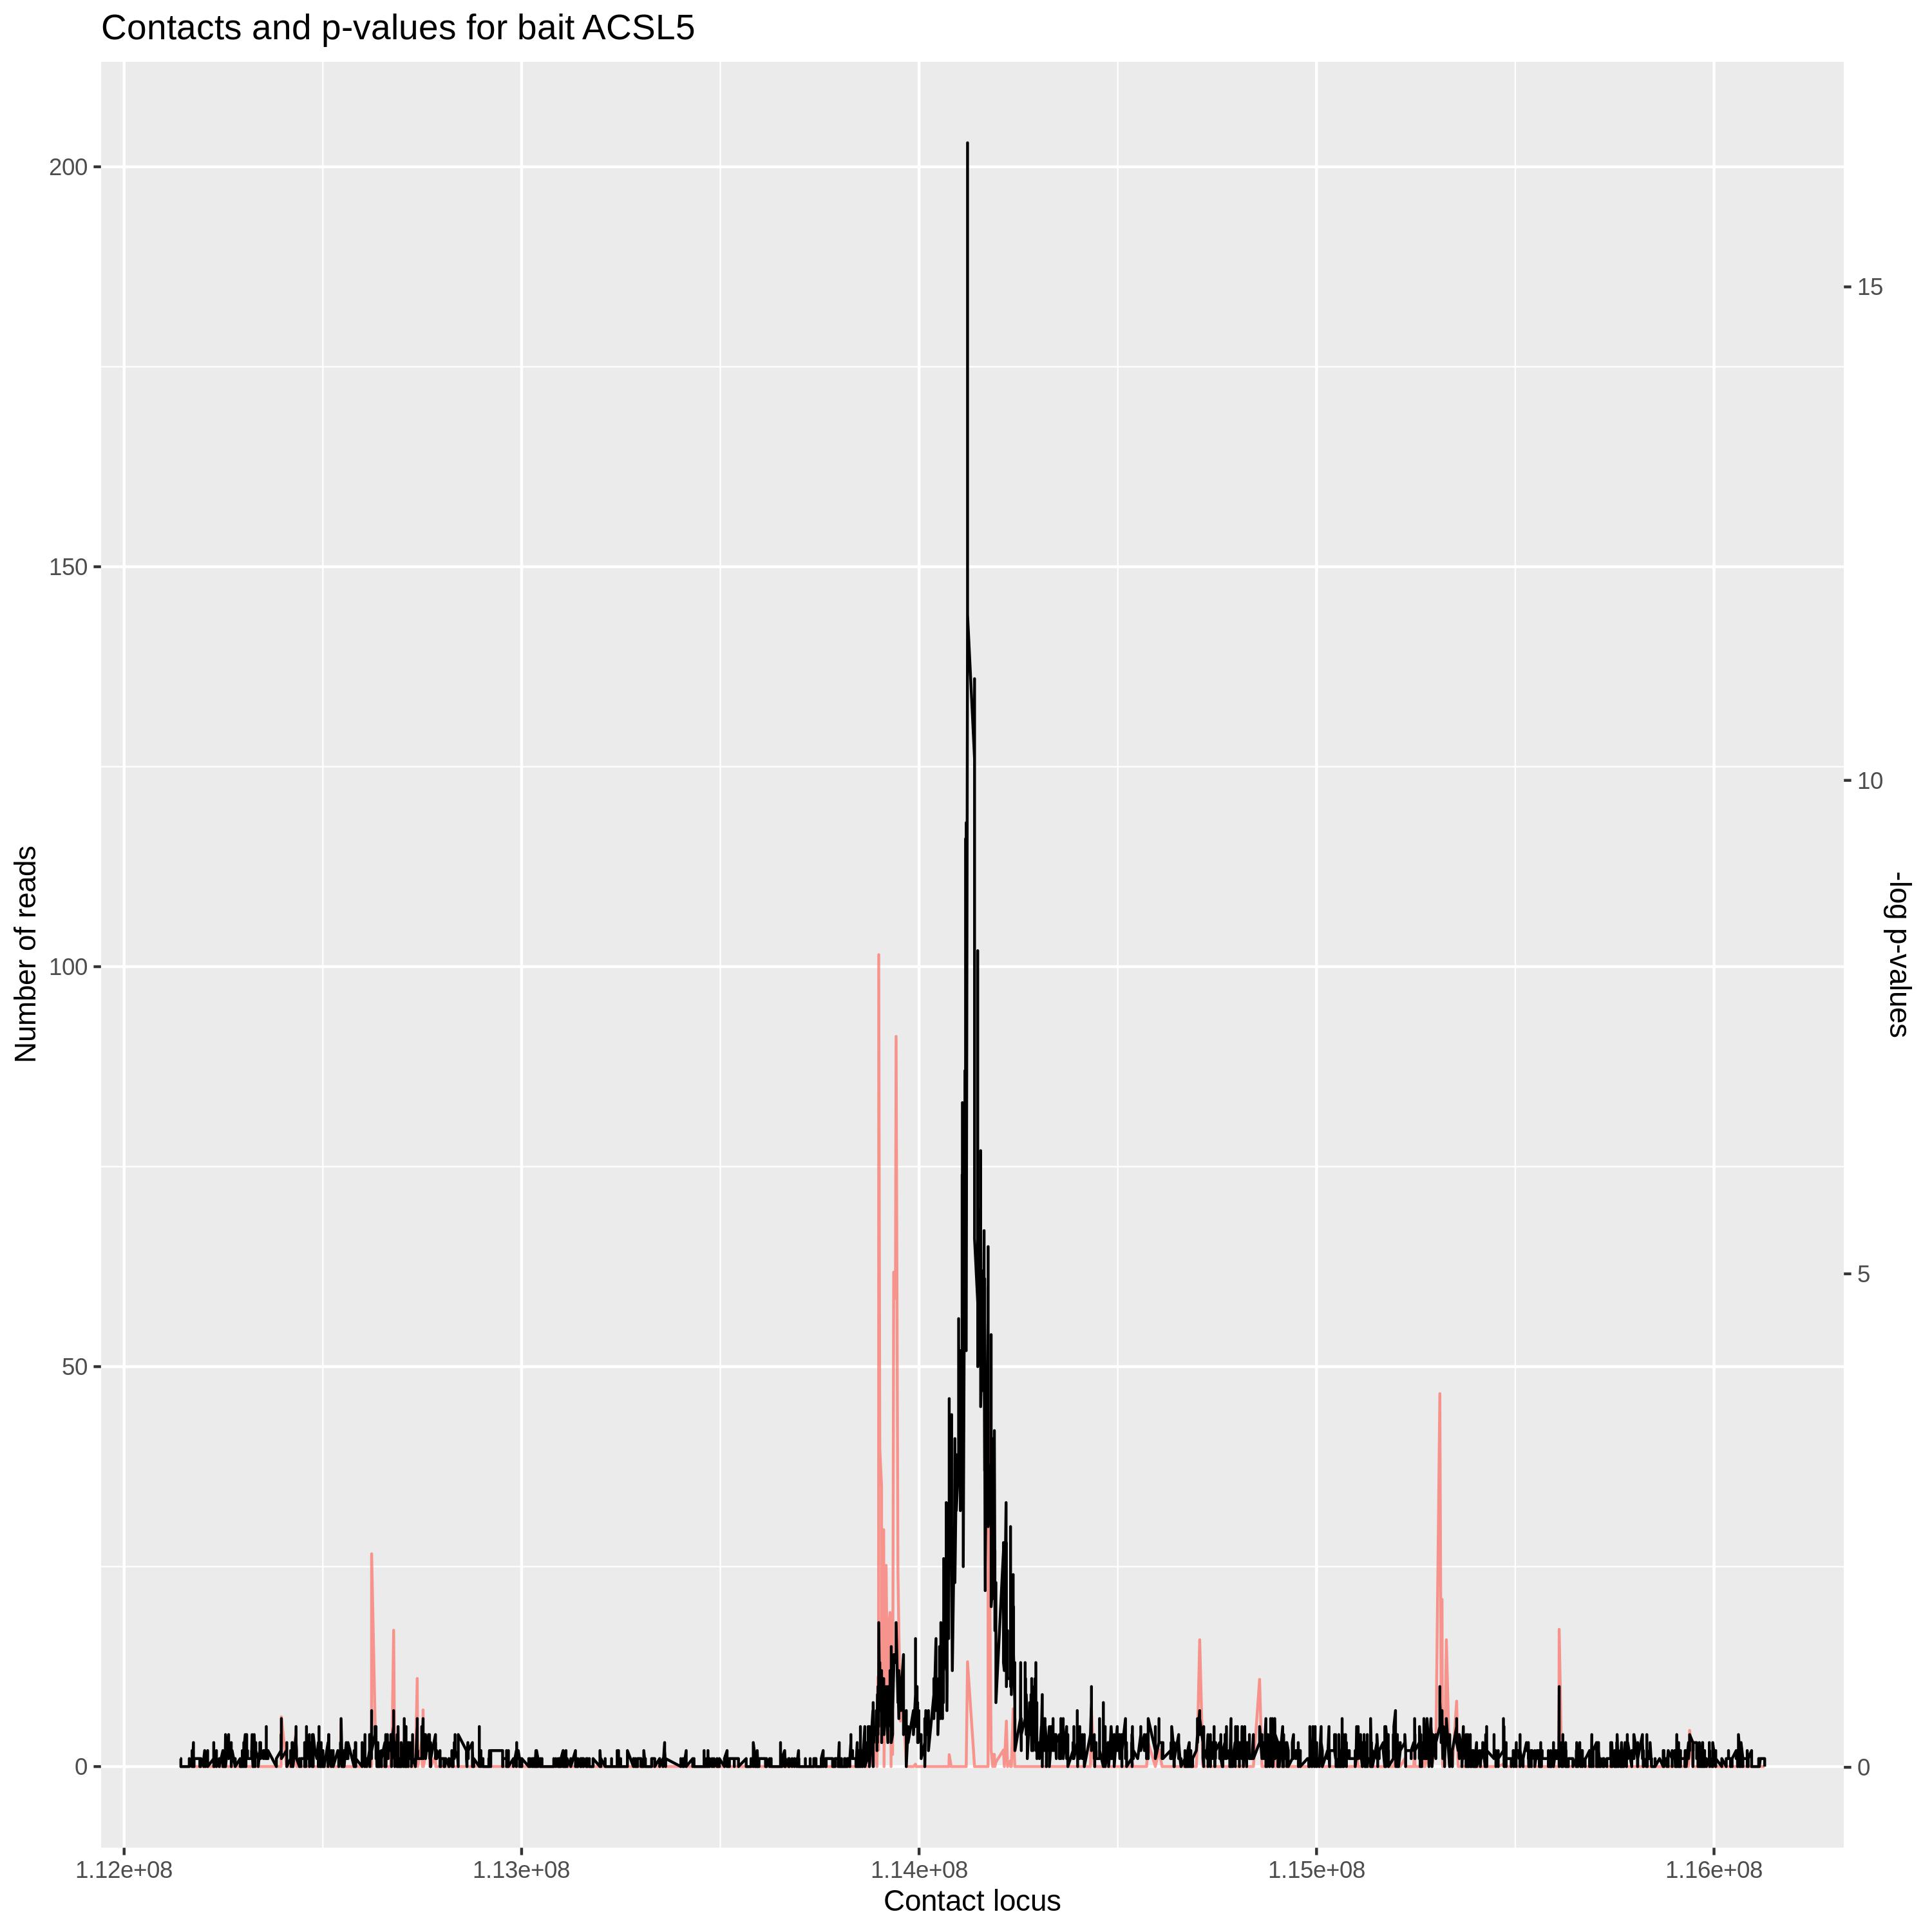 Contacts and p-values for bait ACSL5
200
150
100
50
0
Number of reads
15
10
5
0
-log p-values
1.12e+08
1.13e+08
1.14e+08
1.15e+08
1.16e+08
Contact locus